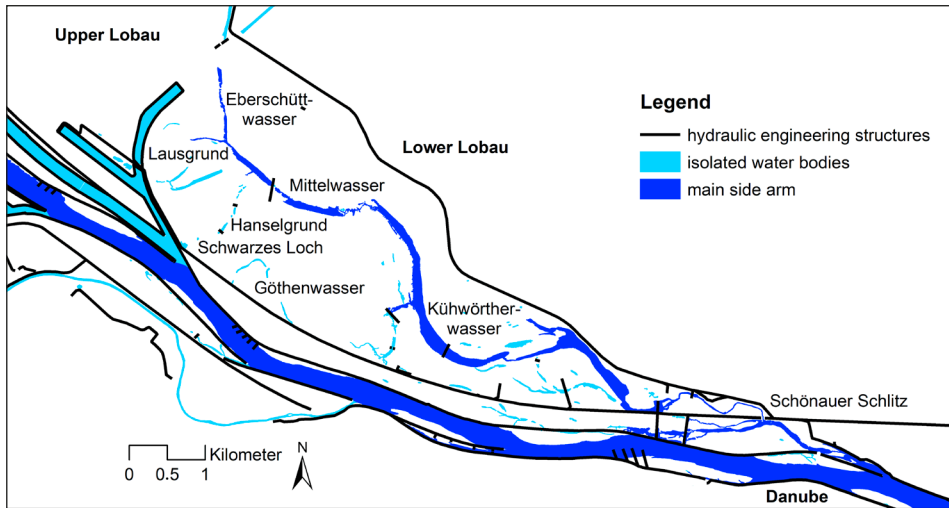 Upper Lobau
Eberschütt-
wasser
Lausgrund
Lower Lobau
Mittelwasser
Hanselgrund
Schwarzes Loch
Göthenwasser
Kühwörther-
wasser
Schönauer Schlitz
Danube
Legend
hydraulic engineering structures
isolated water bodies
main side arm
Kilometer
0 0.5 1
N